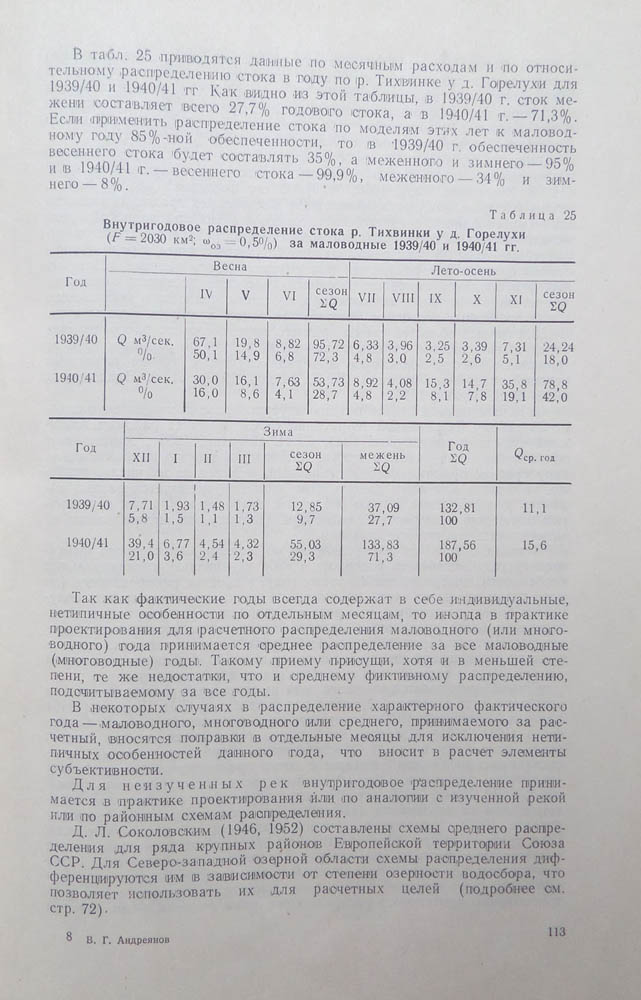 В табл. 25 приводятся данные по месячным расходам и по относи-
тельному распределению стока в году по р. Тихвинке у д. Горелухи для
1939/40 и 1940/41 гг Как видно из этой таблицы, в 1939/40 г. сток ме-
жени составляет всего 27,7% годового стока, а в 1940/41 г. — 71,3%.
Если применить распределение стока по моделям этих лет к маловод-
ному году 85%-ной обеспеченности, то в 1939/40 г. обеспеченность
весеннего стока будет составлять 35%, а меженного и зимнего — 95%
и в 1940/41 г. — весеннего стока — 99,9%, меженного — 34% и зим-
него — 8%.
Таблица 25
Внутригодовое распределение стока р. Тихвинки у д. Горелухи
(F = 2030 км²; ω оз = 0,5%) за маловодные 1939/40 и 1940/41 гг.
Год Весна Лето-осень
IV V VI сезон ΣQ VII VIII IX X XI сезон ΣQ
1939/40 Q м³/сек. 67,1 19,8 8,82 95,72 6,33 3,96 3,25 3,39 7,31 24,24
% 50,1 14,9 6,8 72,3 4,8 3,0 2,5 2,6 5,1 18,0
1940/41 Q м³/сек. 30,0 16,1 7,63 53,73 8,92 4,08 15,3 14,7 35,8 78,8
% 16,0 8,6 4,1 28,7 4,8 2,2 8,1 7,8 19,1 42,0
Год Зима Год ΣQ Qср. год
XII I II III сезон ΣQ межень ΣQ
1939/40 7,71 1,93 1,48 1,73 12,85 37,09 132,81 11,1
5,8 1,5 1,1 1,3 9,7 27,7 100
1940/41 39,4 6,77 4,54 4,32 55,03 133,83 187,56 15,6
21,0 3,6 2,4 2,3 29,3 71,3 100
Так как фактические годы всегда содержат в себе индивидуальные,
нетипичные особенности по отдельным месяцам, то иногда в практике
проектирования для расчетного распределения маловодного (или много-
водного) года принимается среднее распределение за все маловодные
(многоводные) годы. Такому приему присущи, хотя и в меньшей сте-
пени, те же недостатки, что и среднему фиктивному распределению,
подсчитываемому за все годы.
В некоторых случаях в распределение характерного фактического
года — маловодного, многоводного или среднего, принимаемого за рас-
четный, вносятся поправки в отдельные месяцы для исключения нети-
пичных особенностей данного года, что вносит в расчет элементы
субъективности.
Для неизученных рек внутригодовое распределение прини-
мается в практике проектирования или по аналогии с изученной рекой
или по районным схемам распределения.
Д. Л. Соколовским (1946, 1952) составлены схемы среднего распре-
деления для ряда крупных районов Европейской территории Союза
ССР. Для Северо-западной озерной области схемы распределения диф-
ференцируются им в зависимости от степени озерности водосбора, что
позволяет использовать их для расчетных целей (подробнее см.
стр. 72).
8 В. Г. Андреянов 113